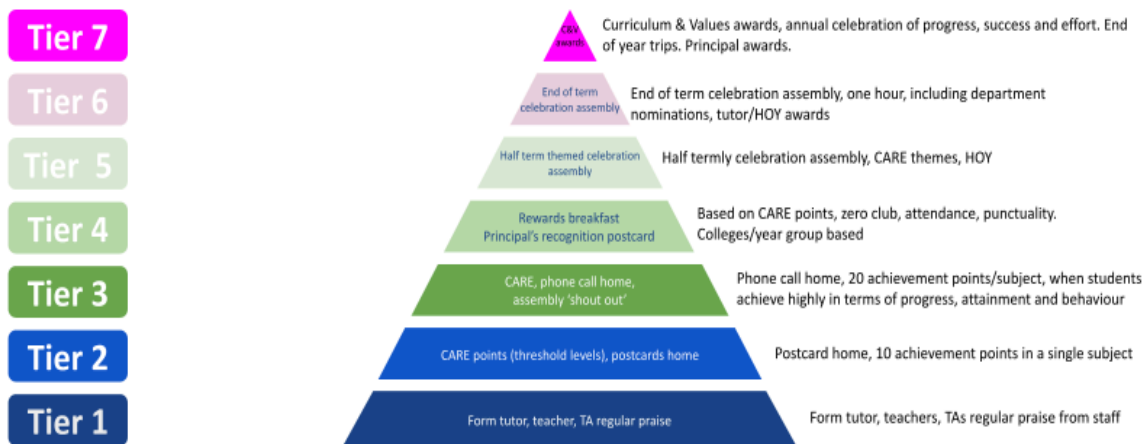 Tier 7
C&V
awards
Curriculum & Values awards, annual celebration of progress, success and effort. End
of year trips. Principal awards.
Tier 6
End of term
celebration assembly
End of term celebration assembly, one hour, including department
nominations, tutor/HOY awards
Tier 5
Half term themed celebration
assembly
Half termly celebration assembly, CARE themes, HOY
Tier 4
Rewards breakfast
Principal's recognition postcard
Based on CARE points, zero club, attendance, punctuality.
Colleges/year group based
Tier 3
CARE, phone call home,
assembly 'shout out'
Phone call home, 20 achievement points/subject, when students
achieve highly in terms of progress, attainment and behaviour
Tier 2
CARE points (threshold levels), postcards home
Postcard home, 10 achievement points in a single subject
Tier 1
Form tutor, teacher, TA regular praise
Form tutor, teachers, TAs regular praise from staff